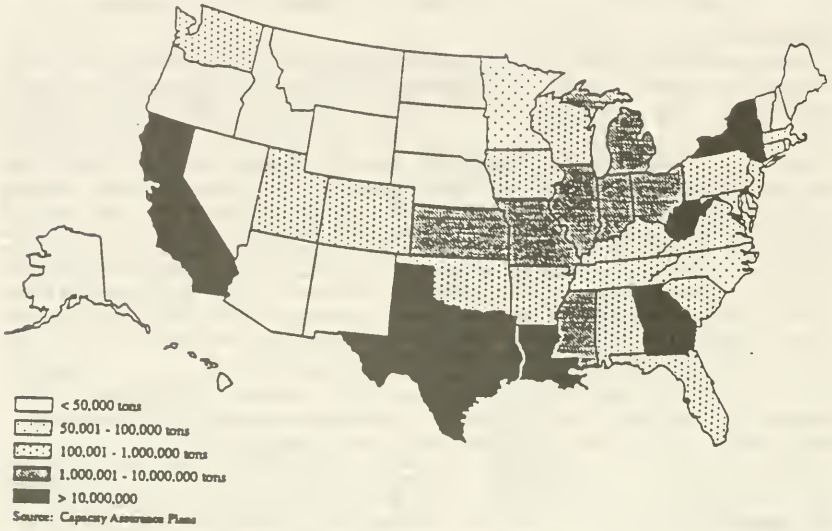 < 50,000 tons
50,001 - 100,000 tons
100,001 - 1,000,000 tons
1,000,001 - 10,000,000 tons
> 10,000,000
Source: Capacity Assurance Plans